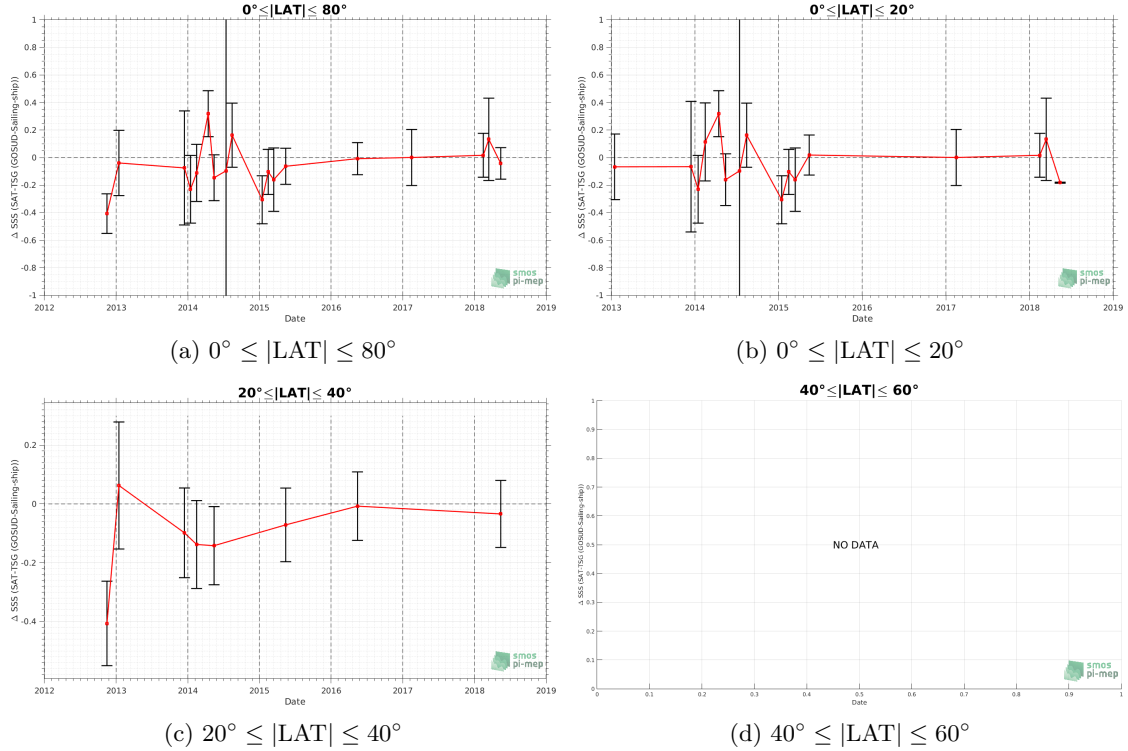 0°≤|LAT|≤ 80°
Δ SSS (SAT-TSG (GOSUD-Sailing-ship))
1
0.8
0.6
0.4
0.2
0
-0.2
-0.4
-0.6
-0.8
-1
2012 2013 2014 2015 2016 2017 2018 2019
Date
smos
pi-mep
(a) 0° ≤ |LAT| ≤ 80°
0°≤|LAT|≤ 20°
Δ SSS (SAT-TSG (GOSUD-Sailing-ship))
1
0.8
0.6
0.4
0.2
0
-0.2
-0.4
-0.6
-0.8
-1
2013 2014 2015 2016 2017 2018 2019
Date
smos
pi-mep
(b) 0° ≤ |LAT| ≤ 20°
20°≤|LAT|≤ 40°
Δ SSS (SAT-TSG (GOSUD-Sailing-ship))
0.2
0
-0.2
-0.4
2012 2013 2014 2015 2016 2017 2018 2019
Date
smos
pi-mep
(c) 20° ≤ |LAT| ≤ 40°
40°≤|LAT|≤ 60°
Δ SSS (SAT-TSG (GOSUD-Sailing-ship))
1
0.9
0.8
0.7
0.6
0.5
0.4
0.3
0.2
0.1
0
NO DATA
0 0.1 0.2 0.3 0.4 0.5 0.6 0.7 0.8 0.9 1
Date
smos
pi-mep
(d) 40° ≤ |LAT| ≤ 60°